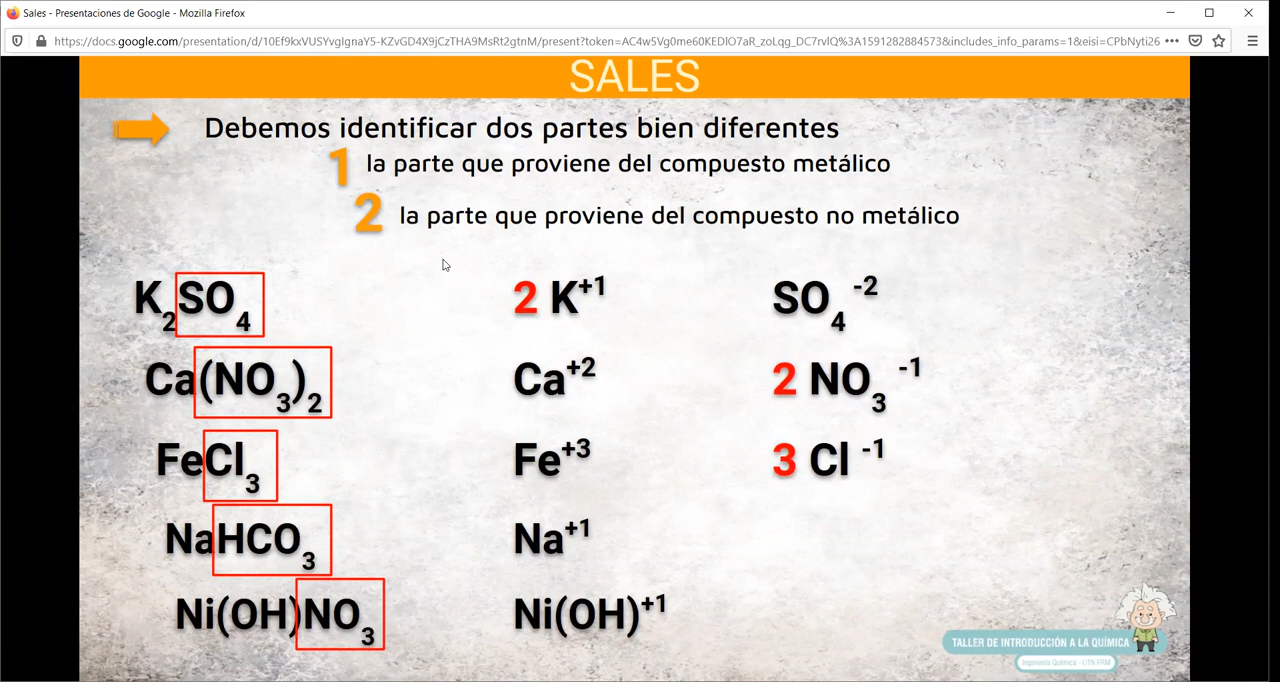 Sales - Presentaciones de Google - Mozilla Firefox
https://docs.google.com/presentation/d/10Ef9kxVUSYvgIgnaY5-KZvGD4X9jCzTHA9MsRt2gtnM/present?token=AC4w5Vg0me60KEDlO7aR_zoLqg_DC7rvlQ%3A1591282884573&includes_info_params=1&eisi=CPbNyti26
SALES
Debemos identificar dos partes bien diferentes
1 la parte que proviene del compuesto metálico
2 la parte que proviene del compuesto no metálico
K₂SO₄ 2 K⁺¹ SO₄⁻²
Ca(NO₃)₂ Ca⁺² 2 NO₃⁻¹
FeCl₃ Fe⁺³ 3 Cl⁻¹
NaHCO₃ Na⁺¹
Ni(OH)NO₃ Ni(OH)⁺¹
TALLER DE INTRODUCCIÓN A LA QUÍMICA
Ingeniería Química - UTN FRM